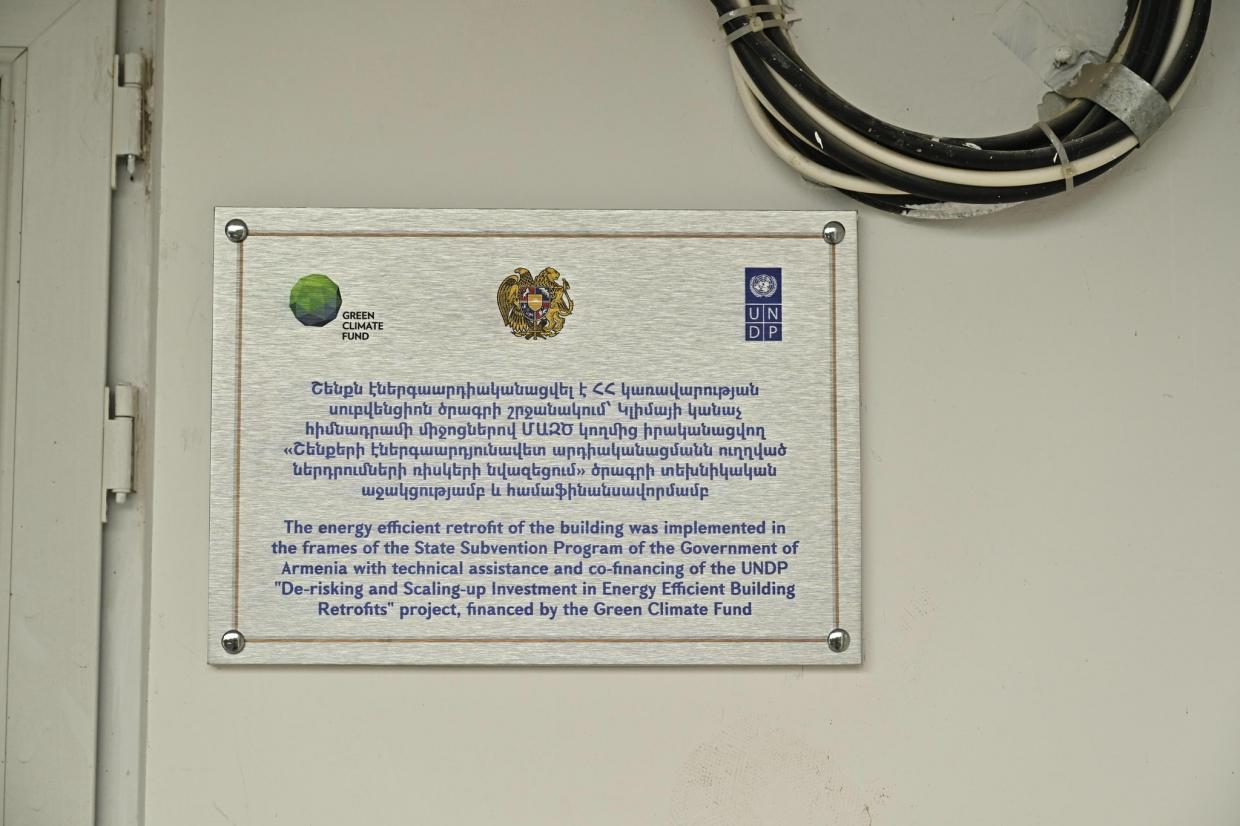 GREEN
CLIMATE
FUND
UN
DP
Շենքն էներգաարդիականացվել է ՀՀ կառավարության
սուբվենցիոն ծրագրի շրջանակում՝ Կլիմայի կանաչ
հիմնադրամի միջոցներով ՄԱԶԾ կողմից իրականացվող
«Շենքերի էներգաարդյունավետ արդիականացմանն ուղղված
ներդրումների ռիսկերի նվազեցում» ծրագրի տեխնիկական
աջակցությամբ և համաֆինանսավորմամբ
The energy efficient retrofit of the building was implemented in
the frames of the State Subvention Program of the Government of
Armenia with technical assistance and co-financing of the UNDP
"De-risking and Scaling-up Investment in Energy Efficient Building
Retrofits" project, financed by the Green Climate Fund